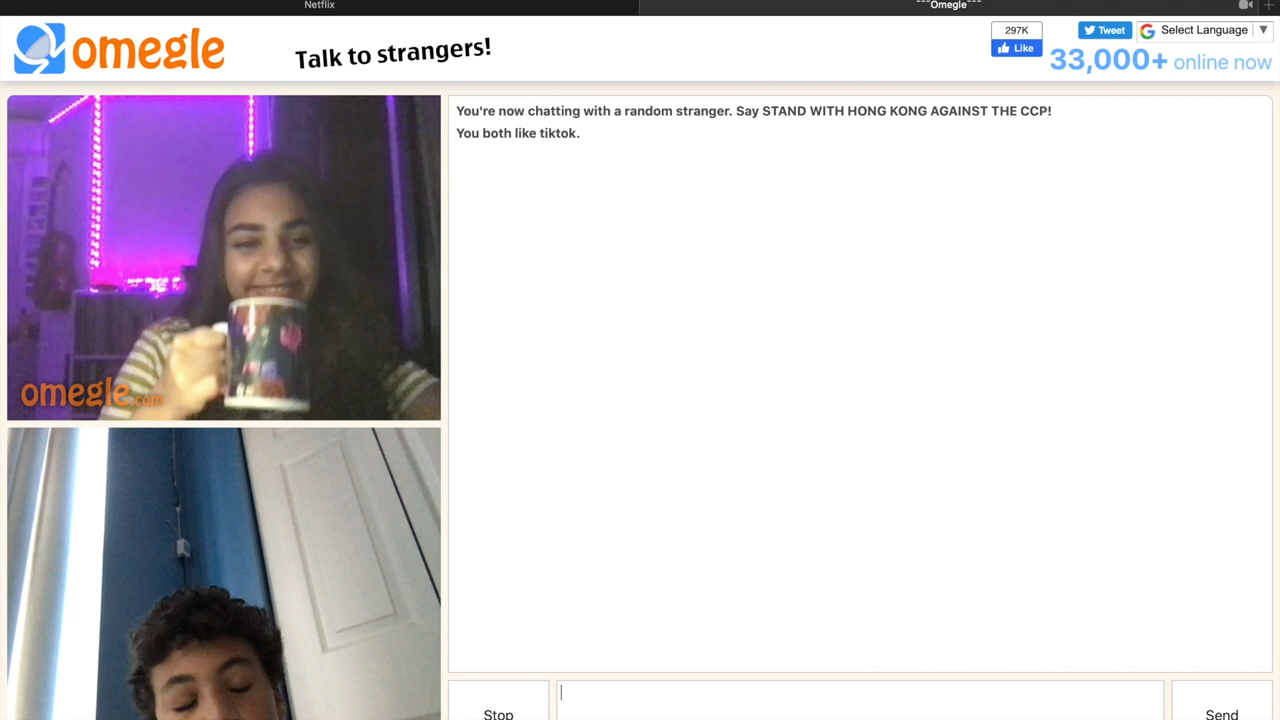 Netflix
---Omegle---
omegle
Talk to strangers!
297K
Like
Tweet
Select Language
33,000+ online now
You're now chatting with a random stranger. Say STAND WITH HONG KONG AGAINST THE CCP!
You both like tiktok.
omegle.com
Stop
Send